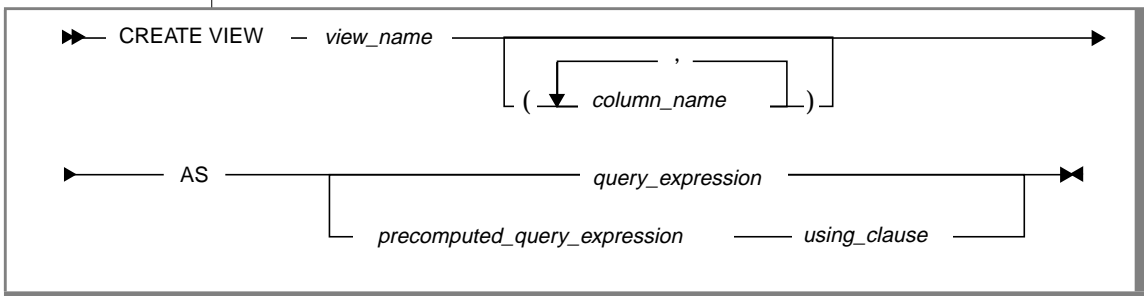 CREATE VIEW view_name
,
( column_name )
AS query_expression
precomputed_query_expression using_clause